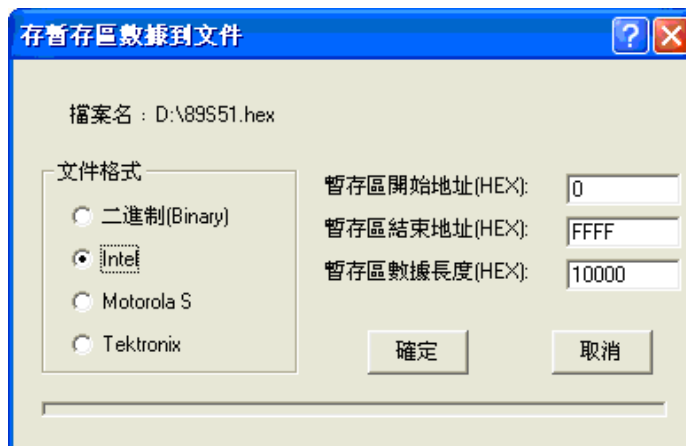 存暫存區數據到文件
檔案名：D:\89S51.hex
文件格式
二進制(Binary)
Intel
Motorola S
Tektronix
暫存區開始地址(HEX): 0
暫存區結束地址(HEX): FFFF
暫存區數據長度(HEX): 10000
確定 取消